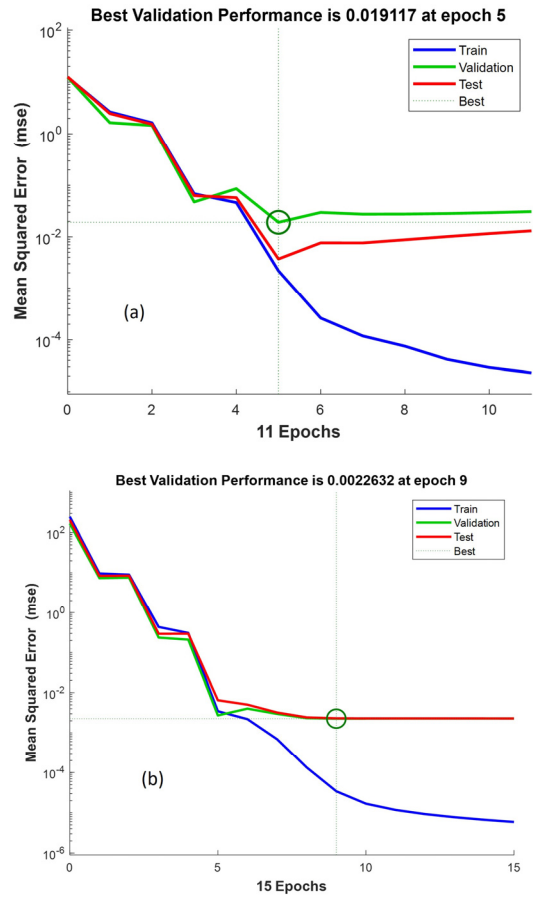 Best Validation Performance is 0.019117 at epoch 5
10^2
10^0
10^-2
10^-4
Mean Squared Error (mse)
Train
Validation
Test
Best
(a)
0 2 4 6 8 10
11 Epochs
Best Validation Performance is 0.0022632 at epoch 9
10^2
10^0
10^-2
10^-4
10^-6
Mean Squared Error (mse)
Train
Validation
Test
Best
(b)
0 5 10 15
15 Epochs